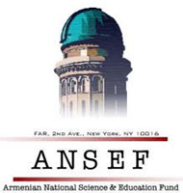 FAR, 2nd Ave., New York, NY 10016
ANSEF
Armenian National Science & Education Fund